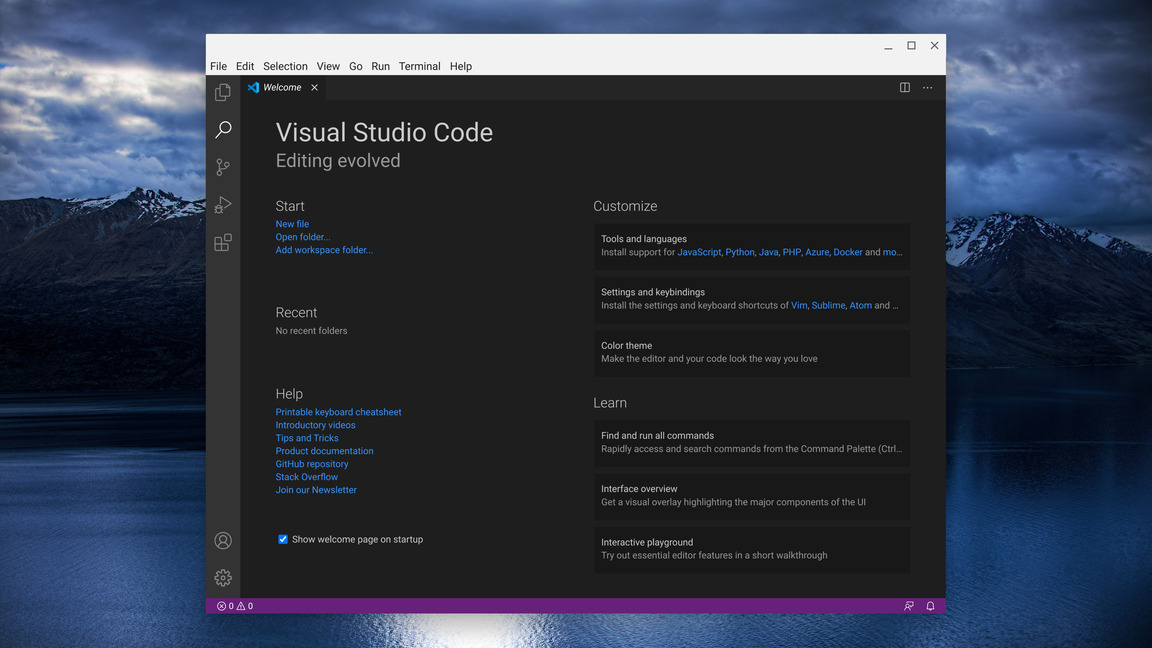 File Edit Selection View Go Run Terminal Help
Welcome
Visual Studio Code
Editing evolved
Start
New file
Open folder...
Add workspace folder...
Recent
No recent folders
Help
Printable keyboard cheatsheet
Introductory videos
Tips and Tricks
Product documentation
GitHub repository
Stack Overflow
Join our Newsletter
Show welcome page on startup
Customize
Tools and languages
Install support for JavaScript, Python, Java, PHP, Azure, Docker and mo...
Settings and keybindings
Install the settings and keyboard shortcuts of Vim, Sublime, Atom and ...
Color theme
Make the editor and your code look the way you love
Learn
Find and run all commands
Rapidly access and search commands from the Command Palette (Ctrl...
Interface overview
Get a visual overlay highlighting the major components of the UI
Interactive playground
Try out essential editor features in a short walkthrough
0 0